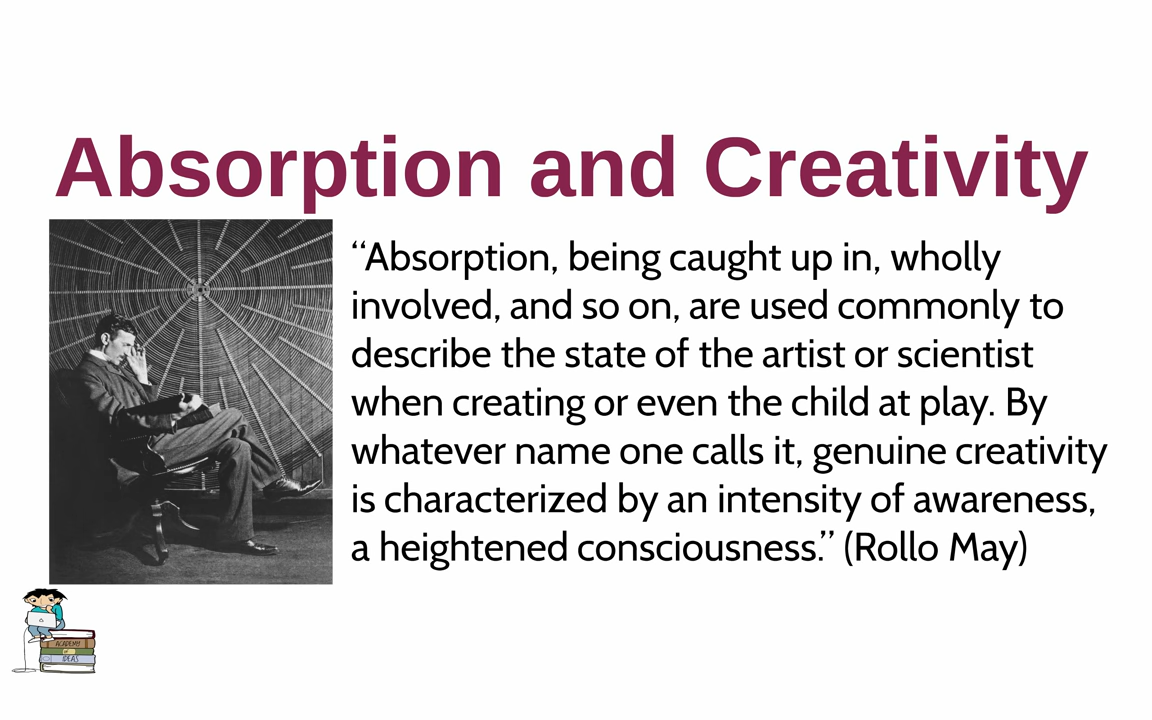 Absorption and Creativity
“Absorption, being caught up in, wholly
involved, and so on, are used commonly to
describe the state of the artist or scientist
when creating or even the child at play. By
whatever name one calls it, genuine creativity
is characterized by an intensity of awareness,
a heightened consciousness.” (Rollo May)
ACADEMY
OF
IDEAS